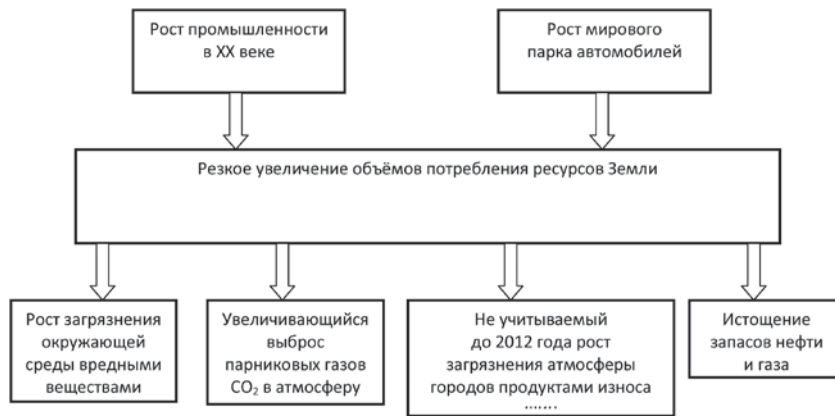 Рост промышленности
в XX веке
Рост мирового
парка автомобилей
Резкое увеличение объёмов потребления ресурсов Земли
Рост загрязнения
окружающей
среды вредными
веществами
Увеличивающийся
выброс
парниковых газов
CO₂ в атмосферу
Не учитываемый
до 2012 года рост
загрязнения атмосферы
городов продуктами износа
.......
Истощение
запасов нефти
и газа